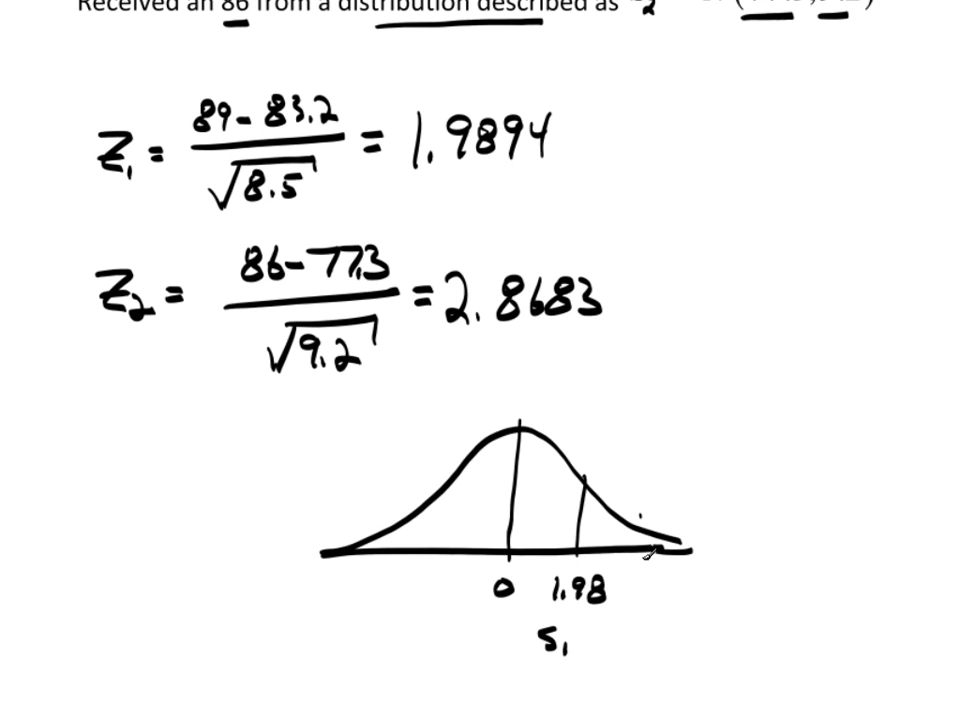 Received an 86 from a distribution described as
Z₁ = (89 - 83.2) / √8.5 = 1.9894
Z₂ = (86 - 77.3) / √9.2 = 2.8683
0 1.98
S₁